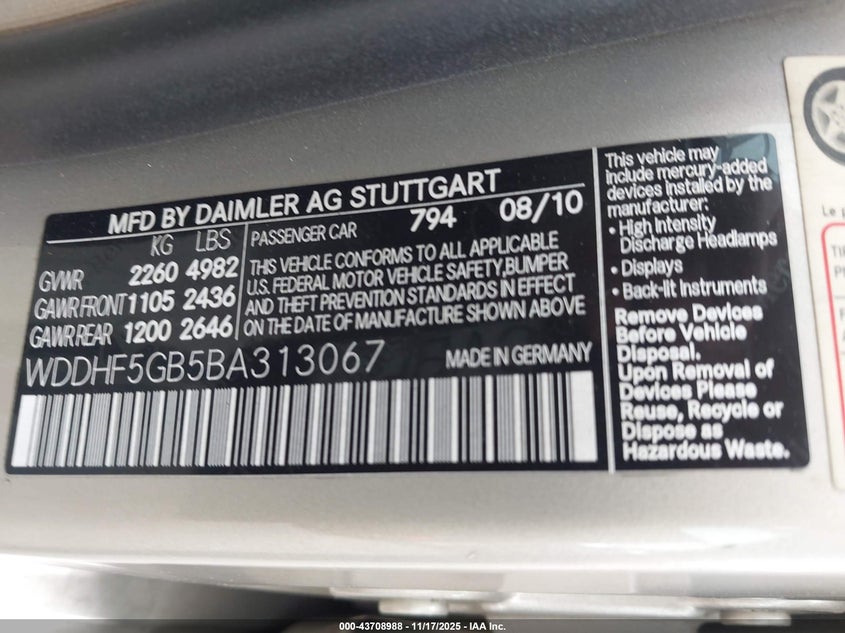 MFD BY DAIMLER AG STUTTGART
KG LBS
GVWR 2260 4982
GAWR FRONT 1105 2436
GAWR REAR 1200 2646
PASSENGER CAR 794 08/10
THIS VEHICLE CONFORMS TO ALL APPLICABLE
U.S. FEDERAL MOTOR VEHICLE SAFETY,BUMPER
AND THEFT PREVENTION STANDARDS IN EFFECT
ON THE DATE OF MANUFACTURE SHOWN ABOVE
WDDHF5GB5BA313067 MADE IN GERMANY
This vehicle may
include mercury-added
devices installed by the
manufacturer:
• High Intensity
Discharge Headlamps
• Displays
• Back-lit Instruments
Remove Devices
Before Vehicle
Disposal.
Upon Removal of
Devices Please
Reuse, Recycle or
Dispose as
Hazardous Waste.
Le
000-43708988 — 11/17/2025 - IAA Inc.